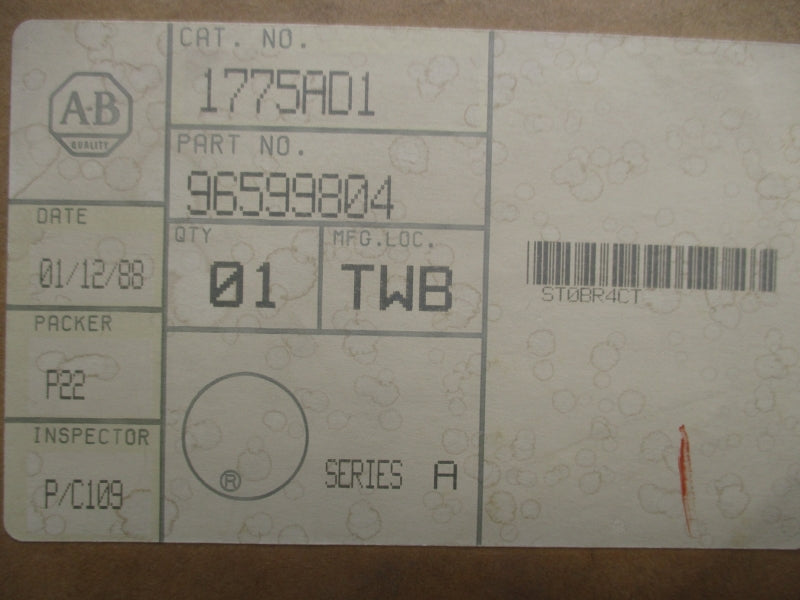 A-B
QUALITY
CAT. NO.
1775AD1
PART NO.
96599804
DATE
01/12/88
QTY
01
MFG.LOC.
TWB
PACKER
P22
INSPECTOR
P/C109
®
SERIES A
ST0BR4CT